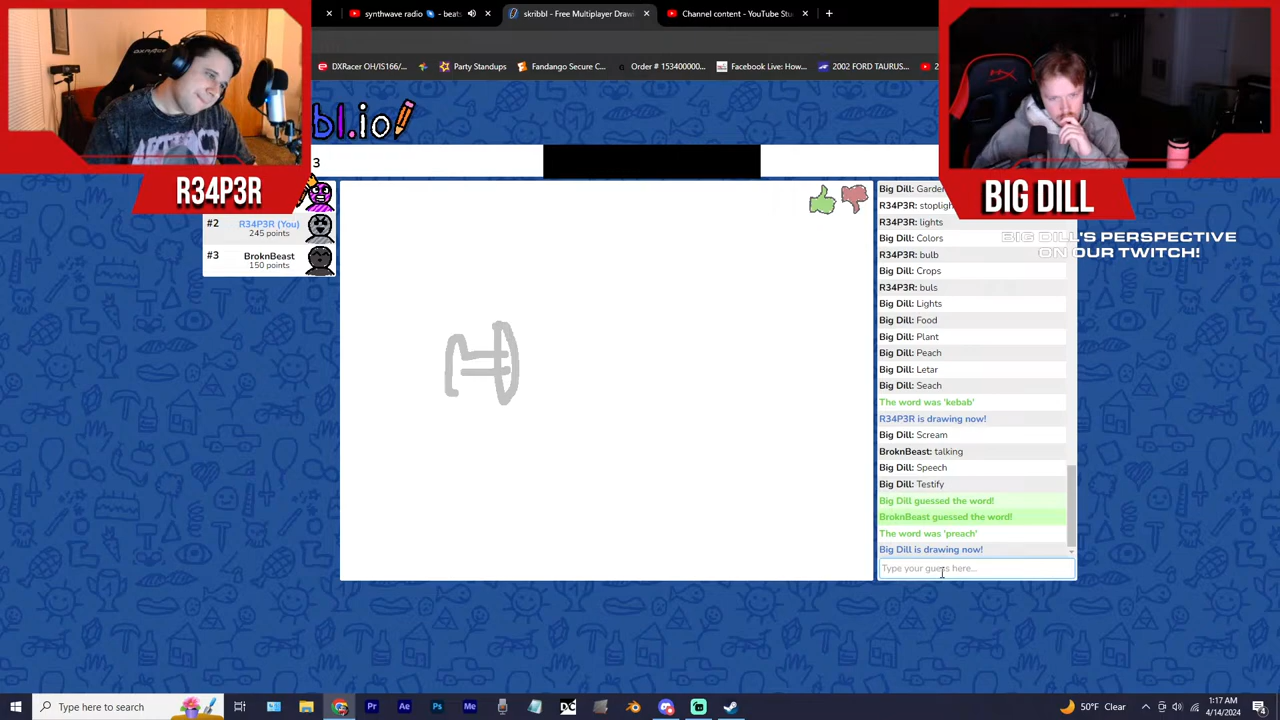 synthwave radio - beats
skribbl - Free Multiplayer Draw
Channel content - YouTube Stu
DXRacer OH/IS166/...
Party Standups
Fandango Secure C...
Order # 153400000...
Facebook Live: How...
2002 FORD TAURUS...
bl.io
3
R34P3R
BIG DILL
BIG DILL'S PERSPECTIVE
ON OUR TWITCH!
#2 R34P3R (You)
245 points
#3 BroknBeast
150 points
Big Dill: Garden
R34P3R: stoplight
R34P3R: lights
Big Dill: Colors
R34P3R: bulb
Big Dill: Crops
R34P3R: buls
Big Dill: Lights
Big Dill: Food
Big Dill: Plant
Big Dill: Peach
Big Dill: Letar
Big Dill: Seach
The word was 'kebab'
R34P3R is drawing now!
Big Dill: Scream
BroknBeast: talking
Big Dill: Speech
Big Dill: Testify
Big Dill guessed the word!
BroknBeast guessed the word!
The word was 'preach'
Big Dill is drawing now!
Type your guess here...
Type here to search
Pr
Ae
Ps
Me
50°F Clear
1:17 AM
4/14/2024